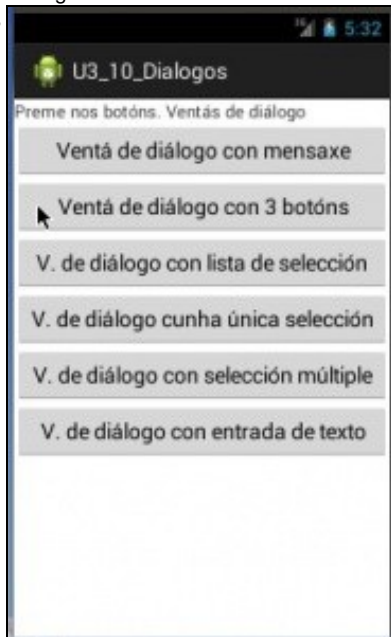 5:32
U3_10_Dialogos
Preme nos botóns. Ventás de diálogo
Ventá de diálogo con mensaxe
Ventá de diálogo con 3 botóns
V. de diálogo con lista de selección
V. de diálogo cunha única selección
V. de diálogo con selección múltiple
V. de diálogo con entrada de texto